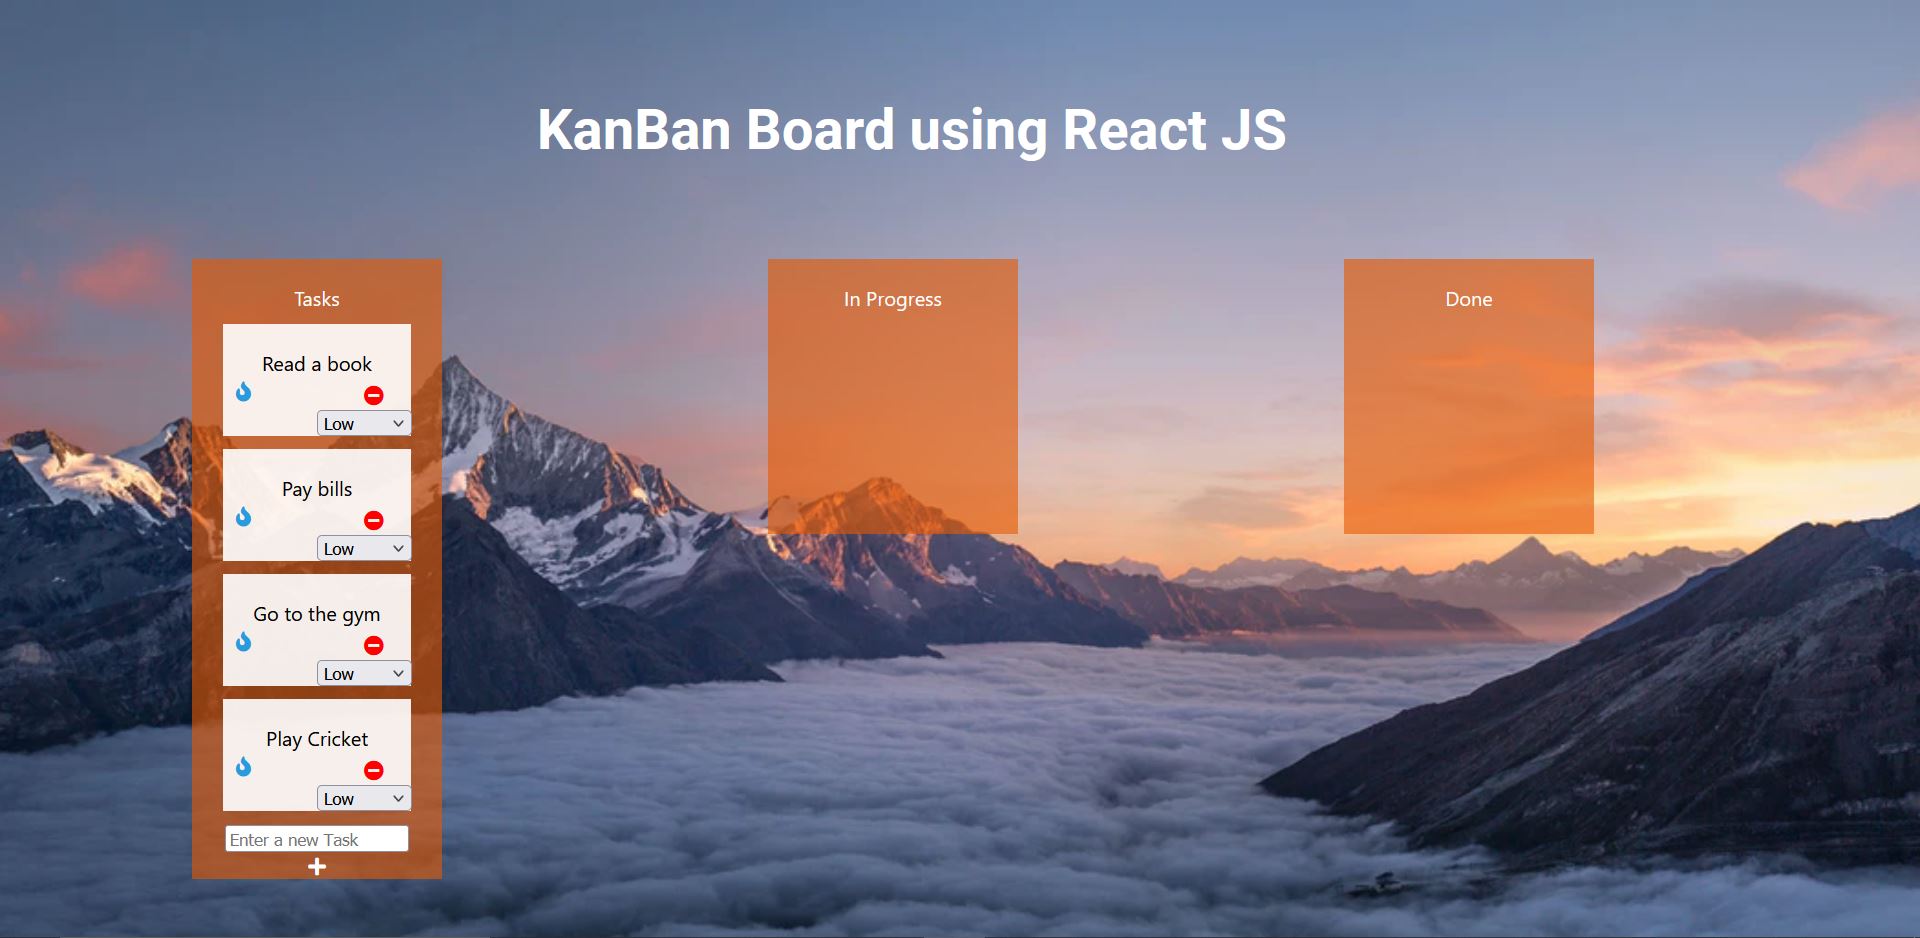 KanBan Board using React JS
Tasks
Read a book
Low
Pay bills
Low
Go to the gym
Low
Play Cricket
Low
Enter a new Task
In Progress
Done